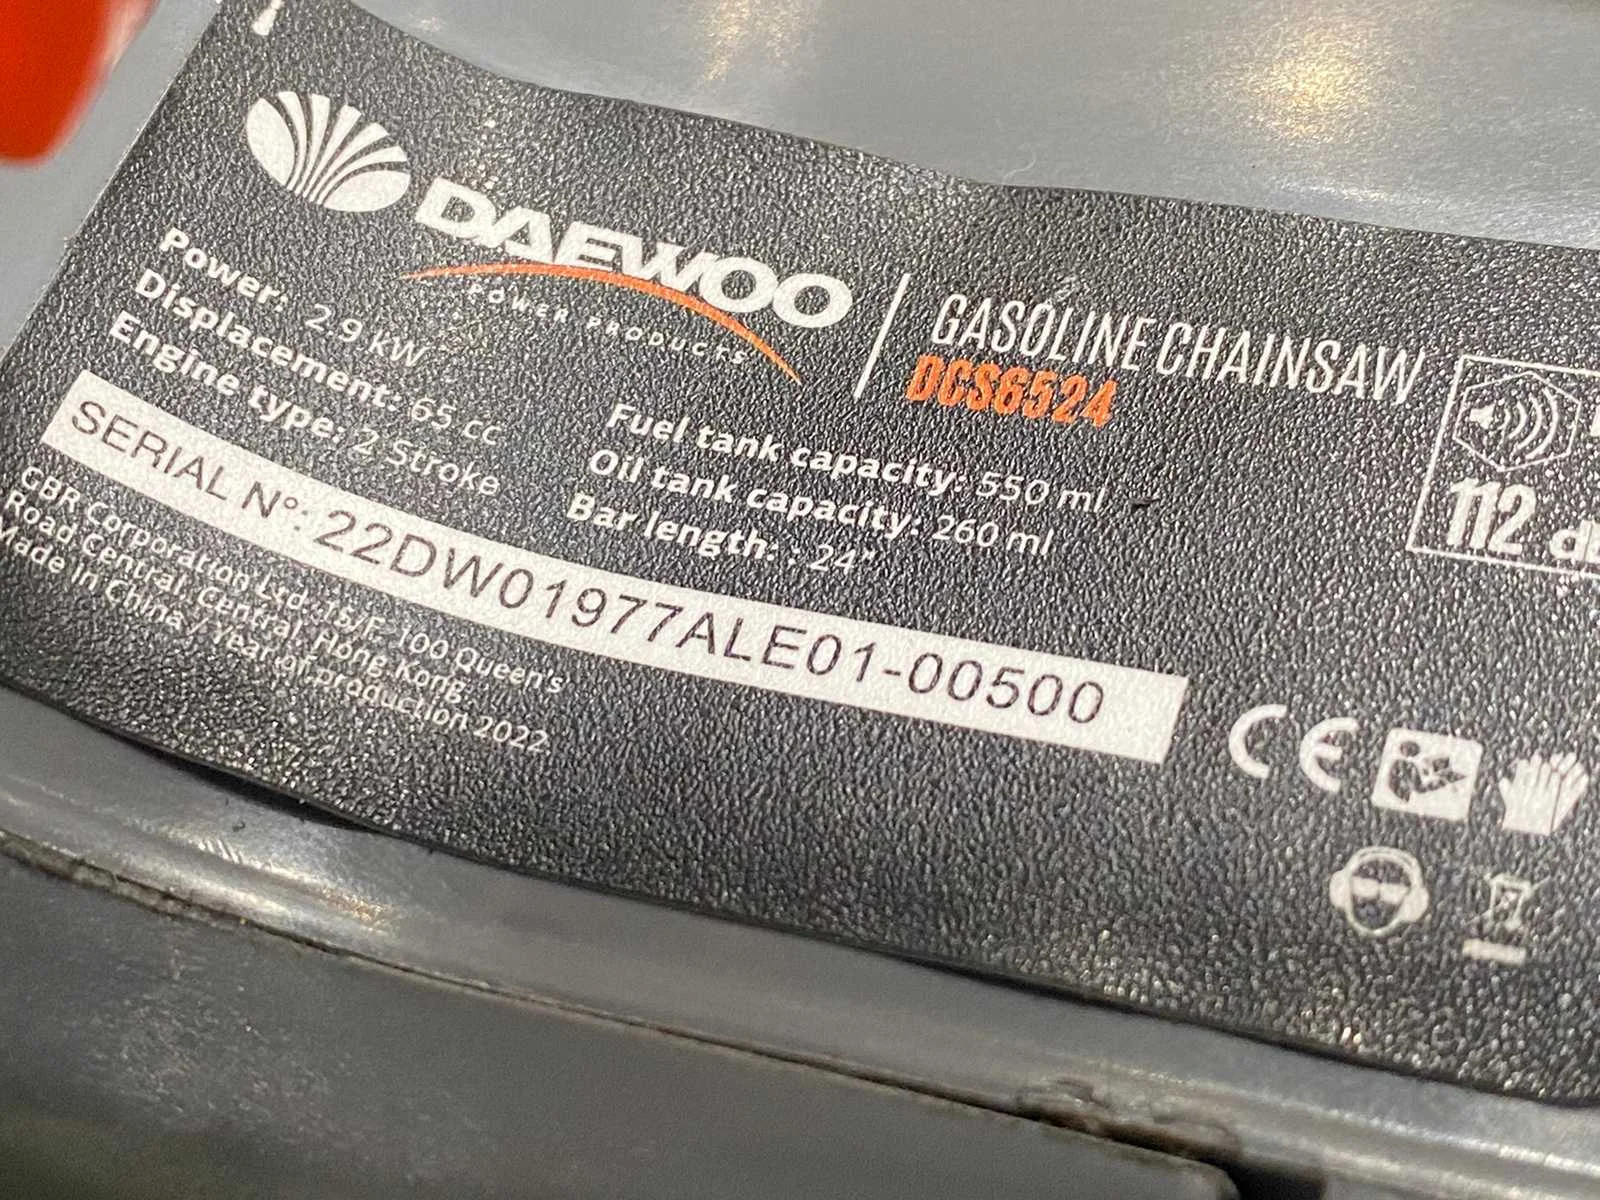 DAEWOO
POWER PRODUCTS
GASOLINE CHAINSAW
DCS6524
Power: 2.9 kW
Displacement: 65 cc
Engine type: 2 Stroke
Fuel tank capacity: 550 ml
Oil tank capacity: 260 ml
Bar length: : 24"
112
SERIAL N°: 22DW01977ALE01-00500
GBR Corporation Ltd. 15/F, 100 Queen's
Road Central, Central, Hong Kong.
Made in China / Year of production 2022
CE